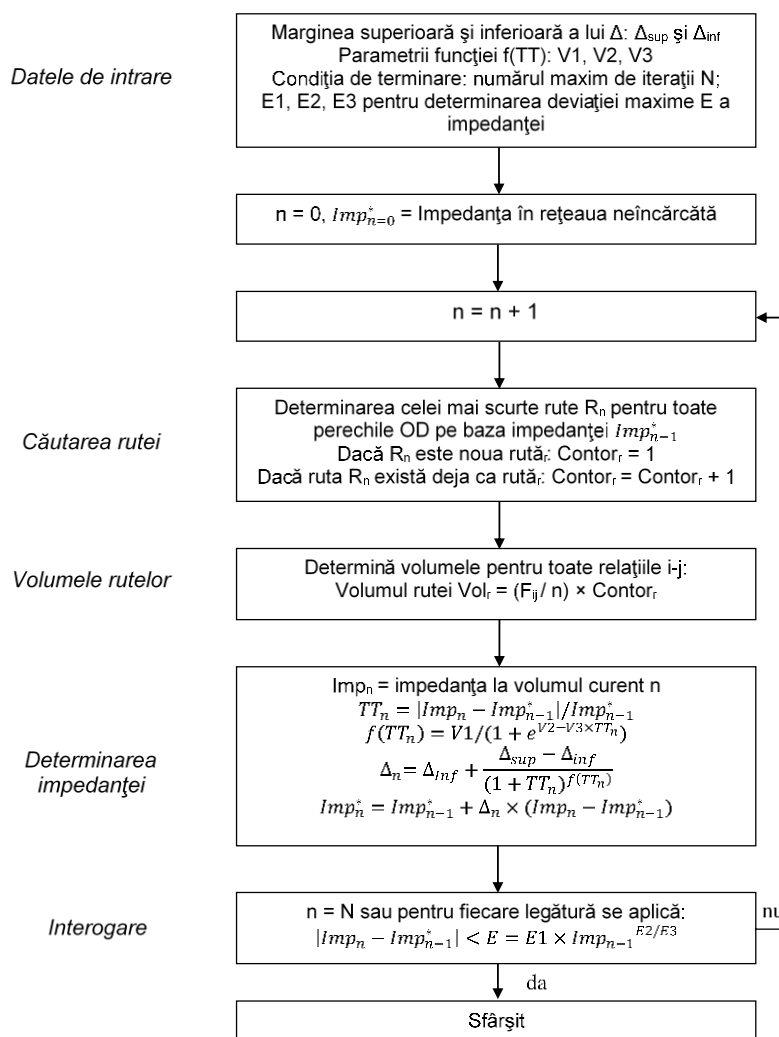 Datele de intrare
Marginea superioară şi inferioară a lui Δ: Δsup şi Δinf
Parametrii funcţiei f(TT): V1, V2, V3
Condiţia de terminare: numărul maxim de iteraţii N;
E1, E2, E3 pentru determinarea deviaţiei maxime E a
impedanţei
n = 0, Imp*n=0 = Impedanţa în reţeaua neîncărcată
n = n + 1
Căutarea rutei
Determinarea celei mai scurte rute Rn pentru toate
perechile OD pe baza impedanţei Imp*n−1
Dacă Rn este noua rutăr: Contorr = 1
Dacă ruta Rn există deja ca rutăr: Contorr = Contorr + 1
Volumele rutelor
Determină volumele pentru toate relaţiile i-j:
Volumul rutei Volr = (Fij / n) × Contorr
Determinarea
impedanţei
Impn = impedanţa la volumul curent n
TTn = |Impn − Imp*n−1|/Imp*n−1
f(TTn) = V1/(1 + e^(V2−V3×TTn))
Δn = ΔInf + (Δsup − Δinf)/(1 + TTn)^f(TTn)
Imp*n = Imp*n−1 + Δn × (Impn − Imp*n−1)
Interogare
n = N sau pentru fiecare legătură se aplică:
|Impn − Imp*n−1| < E = E1 × Impn−1^E2/E3
nu
da
Sfârşit